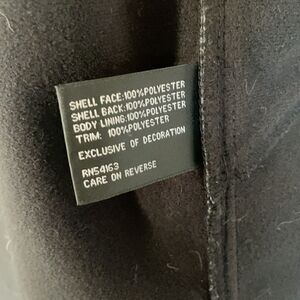 SHELL FACE:100%POLYESTER
SHELL BACK:100%POLYESTER
BODY LINING:100%POLYESTER
TRIM: 100%POLYESTER
EXCLUSIVE OF DECORATION
RN54163
CARE ON REVERSE